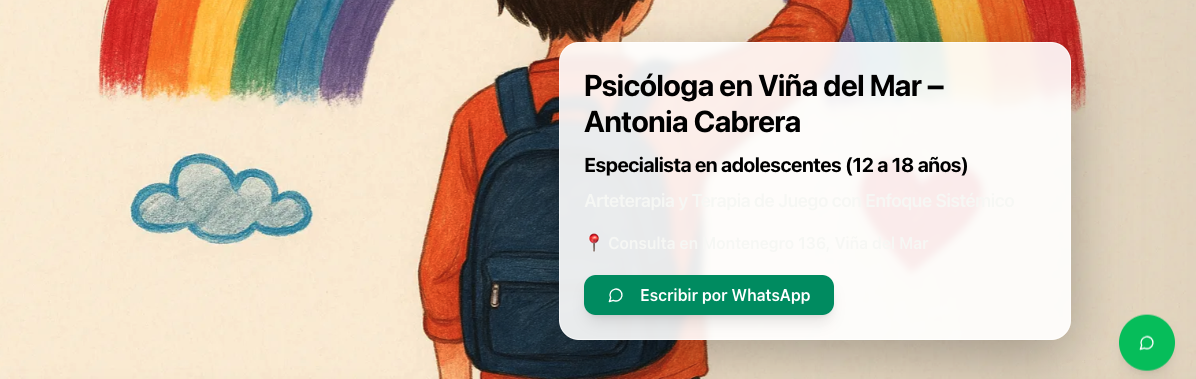 Psicóloga en Viña del Mar –
Antonia Cabrera
Especialista en adolescentes (12 a 18 años)
Arteterapia y Terapia de Juego con Enfoque Sistémico
📍 Consulta en Montenegro 136, Viña del Mar
Escribir por WhatsApp